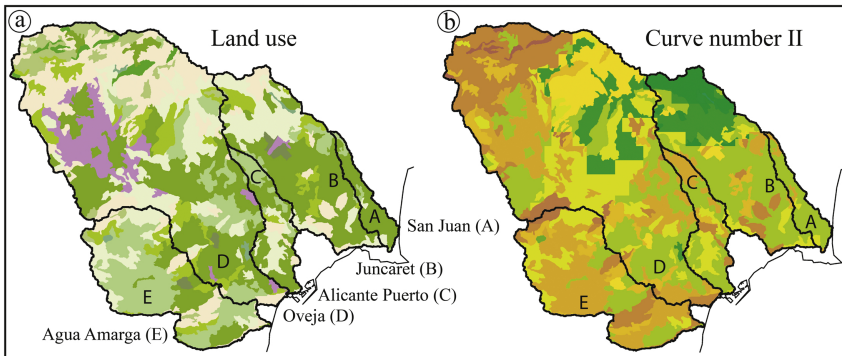 a
Land use
C
B
A
D
E
San Juan (A)
Juncaret (B)
Alicante Puerto (C)
Oveja (D)
Agua Amarga (E)
b
Curve number II
C
B
A
D
E